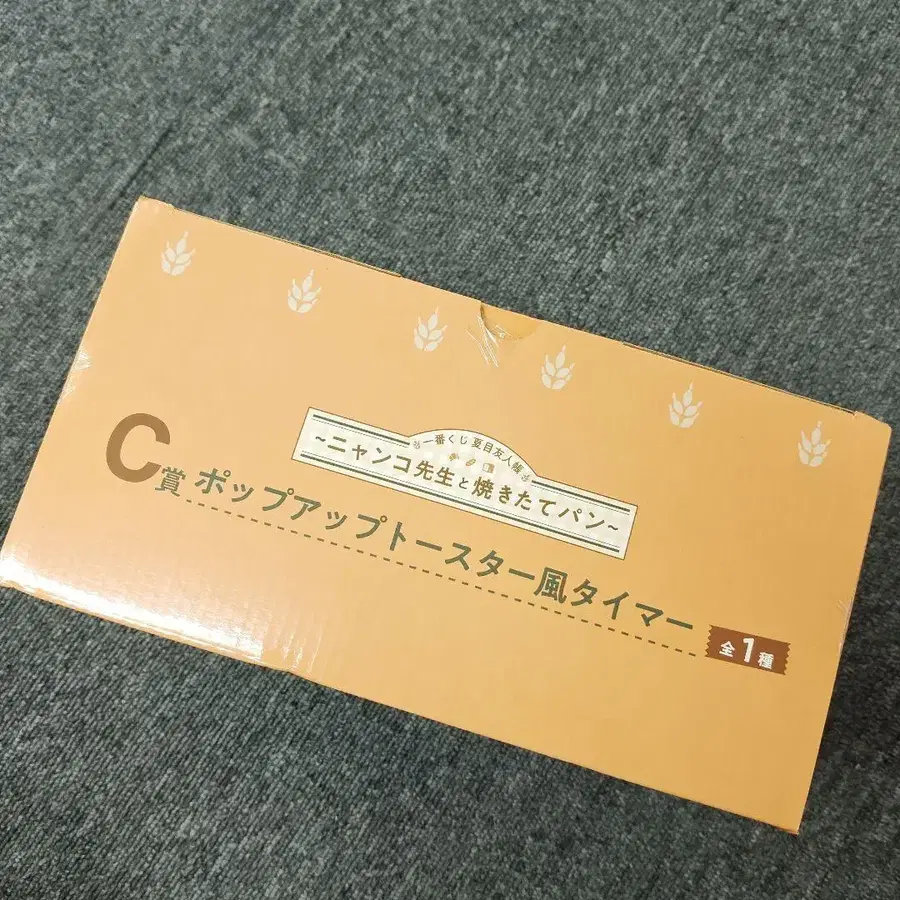 一番くじ 夏目友人帳
~ニャンコ先生と焼きたてパン~
C賞 ポップアップトースター風タイマー
全1種